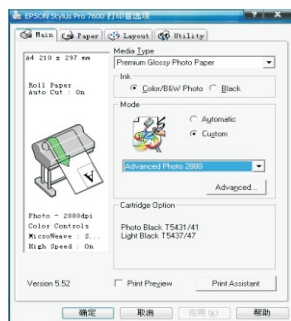 EPSON Stylus Pro 7600 打印首选项
Main
Paper
Layout
Utility
A4 210 x 297 mm
Roll Paper
Auto Cut : On
A
Photo - 2880dpi
Color Controls
MicroWeave : S...
High Speed : On
Version 5.52
Media Type
Premium Glossy Photo Paper
Ink
Color/B&W Photo
Black
Mode
Automatic
Custom
Advanced Photo 2880
Advanced...
Cartridge Option
Photo Black T5431/41
Light Black T5437/47
Print Preview
Print Assistant
确定
取消
应用(A)
帮助